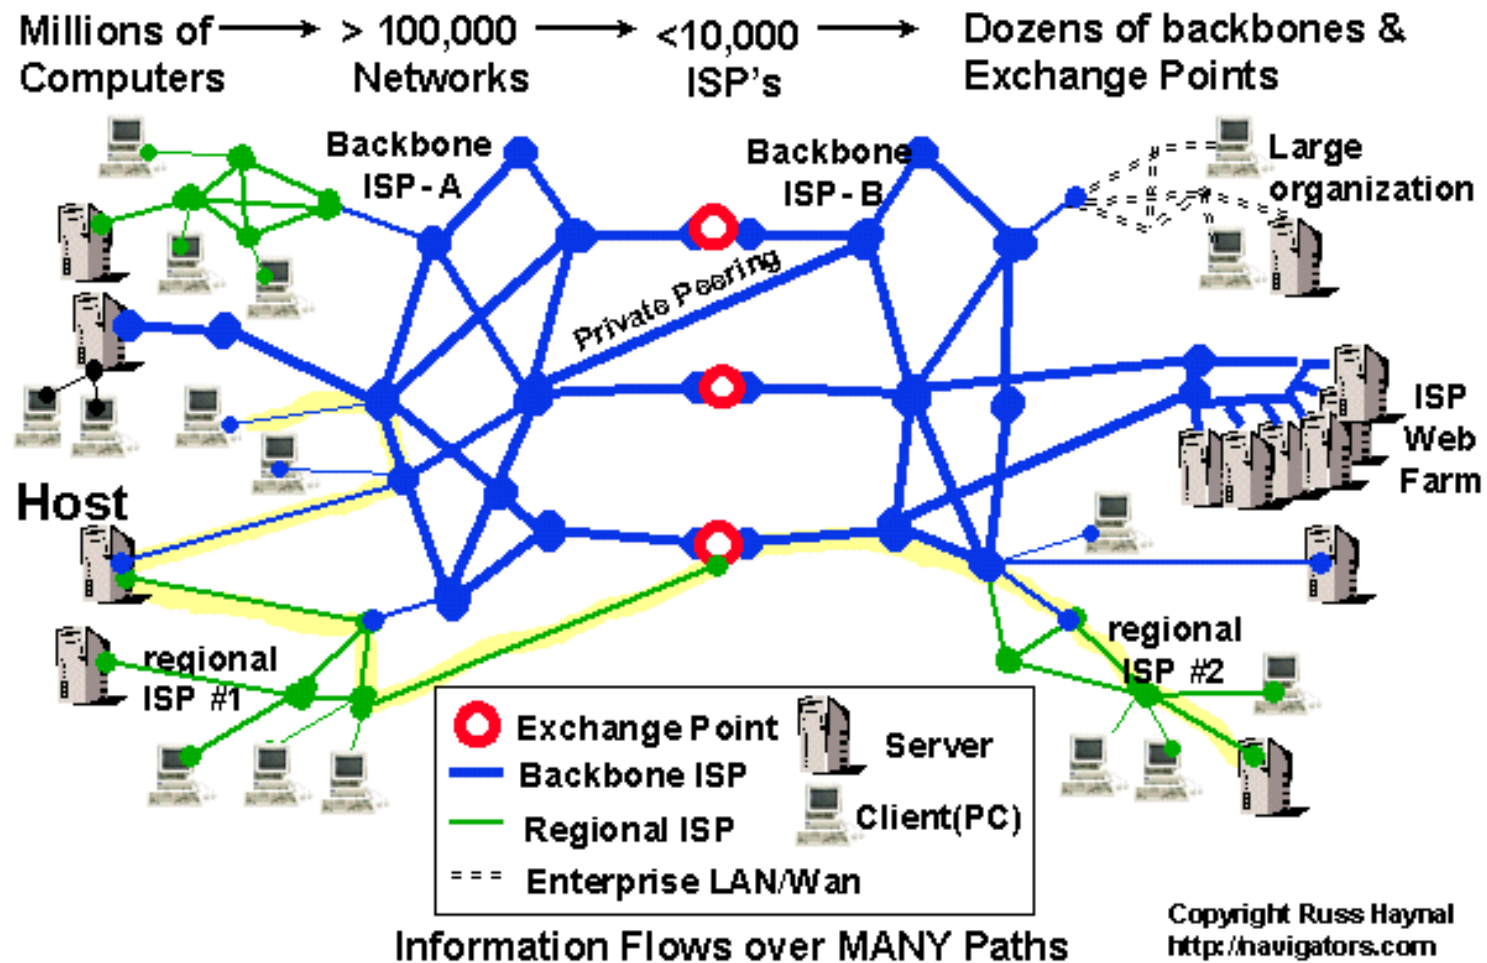 Millions of
Computers
> 100,000
Networks
<10,000
ISP's
Dozens of backbones &
Exchange Points
Backbone
ISP-A
Backbone
ISP-B
Large
organization
Private Peering
ISP
Web
Farm
Host
regional
ISP #1
regional
ISP #2
Exchange Point
Backbone ISP
Regional ISP
Enterprise LAN/Wan
Server
Client(PC)
Information Flows over MANY Paths
Copyright Russ Haynal
http://navigators.com